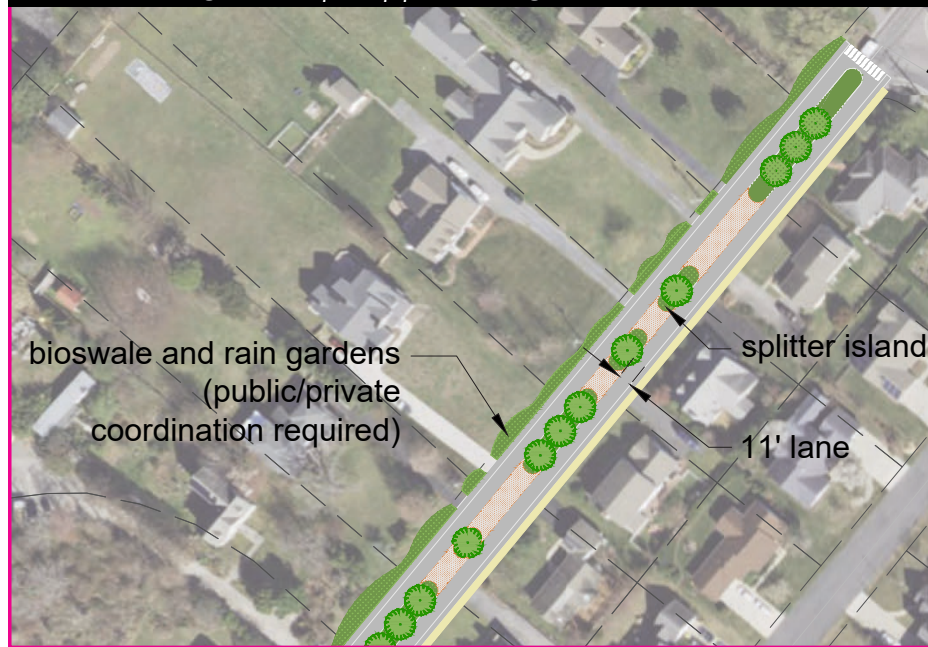 bioswale and rain gardens
(public/private
coordination required)
splitter island
11' lane